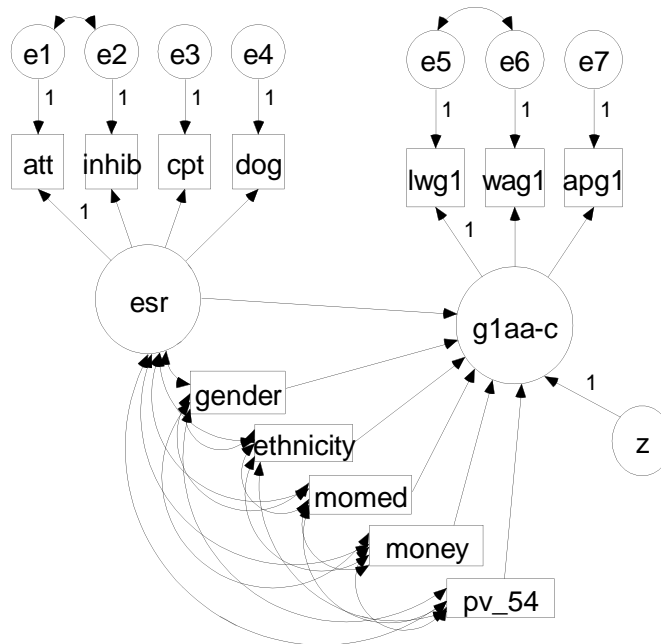 e1 e2 e3 e4 e5 e6 e7
1 1 1 1 1 1 1
att inhib cpt dog lwg1 wag1 apg1
1 1
esr g1aa-c
1
gender
ethnicity z
momed
money
pv_54